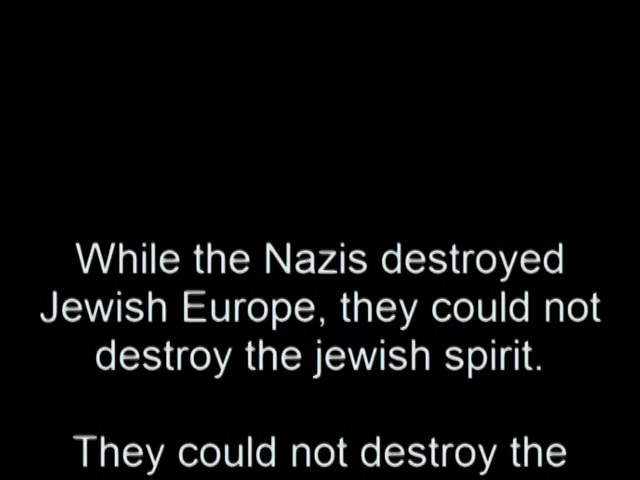 While the Nazis destroyed
Jewish Europe, they could not
destroy the jewish spirit.
They could not destroy the